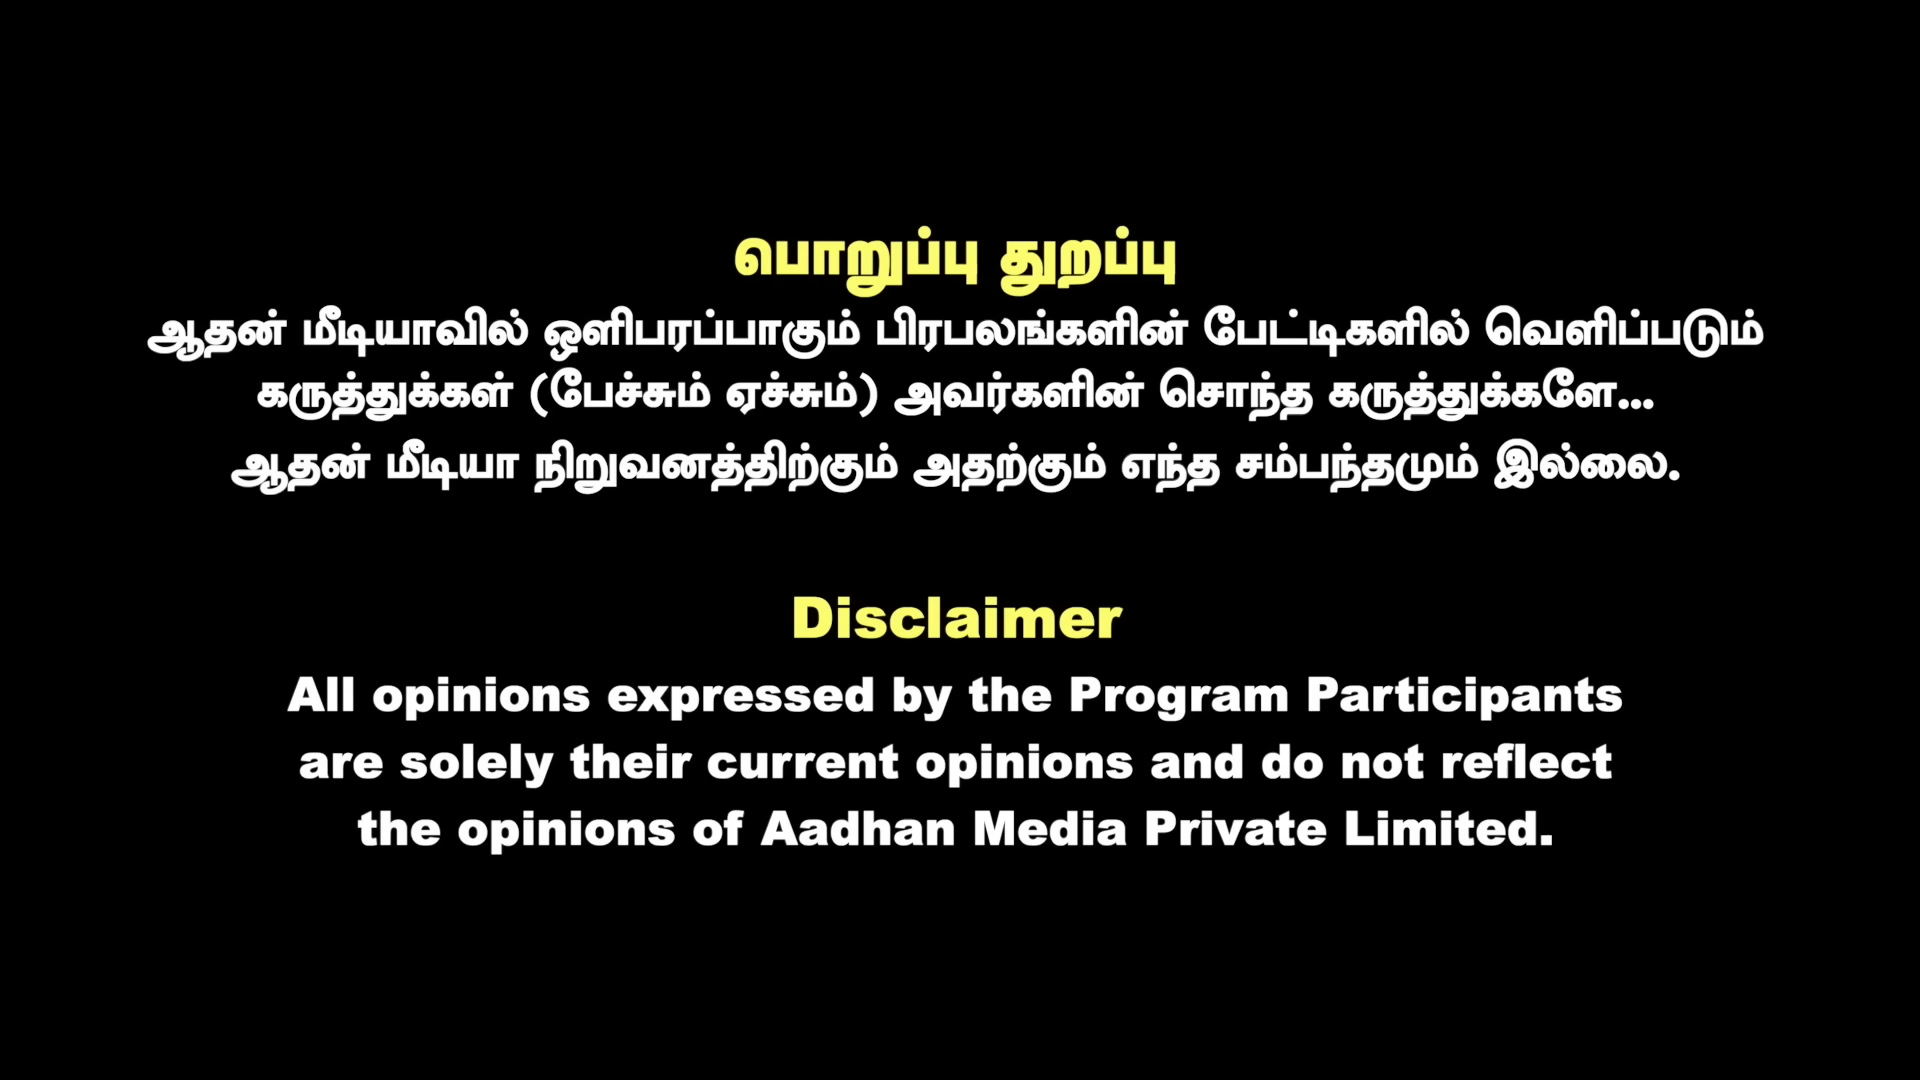 பொறுப்பு துறப்பு
ஆதன் மீடியாவில் ஒளிபரப்பாகும் பிரபலங்களின் பேட்டிகளில் வெளிப்படும்
கருத்துக்கள் (பேச்சும் ஏச்சும்) அவர்களின் சொந்த கருத்துக்களே...
ஆதன் மீடியா நிறுவனத்திற்கும் அதற்கும் எந்த சம்பந்தமும் இல்லை.
Disclaimer
All opinions expressed by the Program Participants
are solely their current opinions and do not reflect
the opinions of Aadhan Media Private Limited.